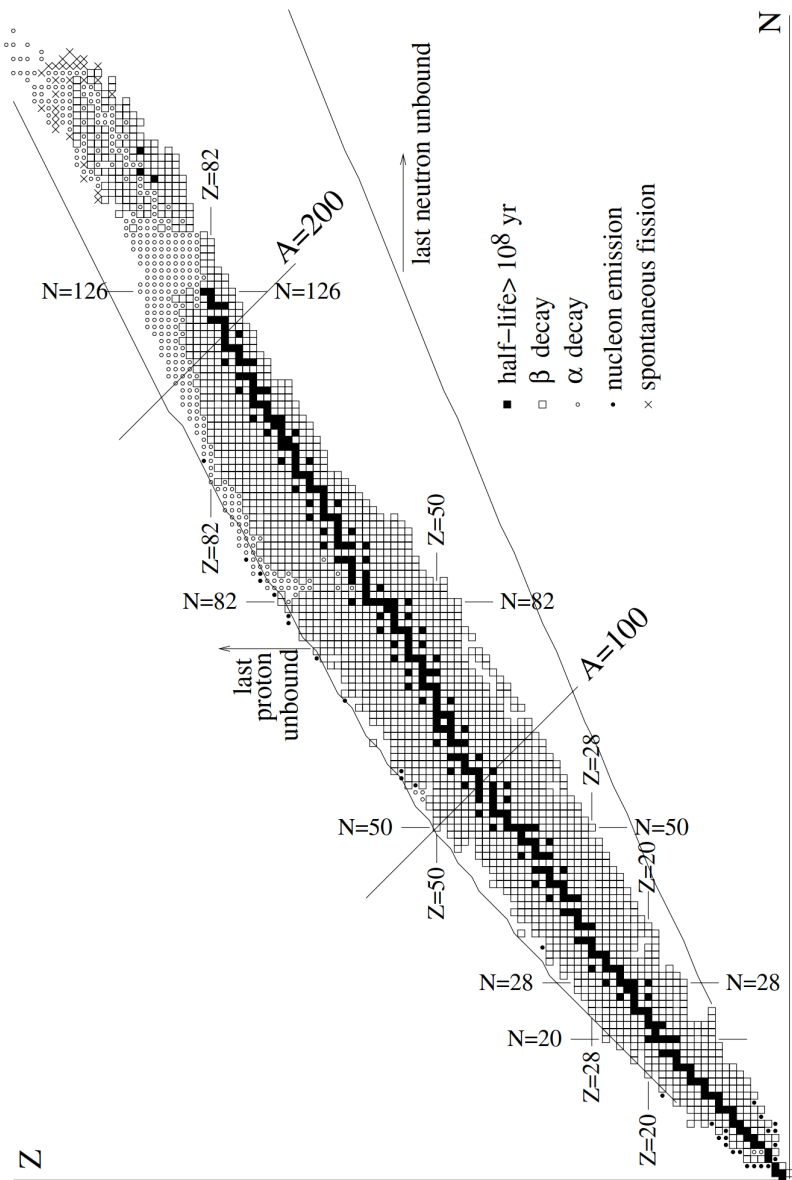 Z
N
Z=82
A=200
last neutron unbound
N=126
N=126
half-life> 10⁸ yr
β decay
α decay
nucleon emission
spontaneous fission
Z=82
Z=50
N=82
N=82
last
proton
unbound
A=100
Z=28
N=50
N=50
Z=50
Z=20
N=28
N=28
N=20
Z=28
Z=20